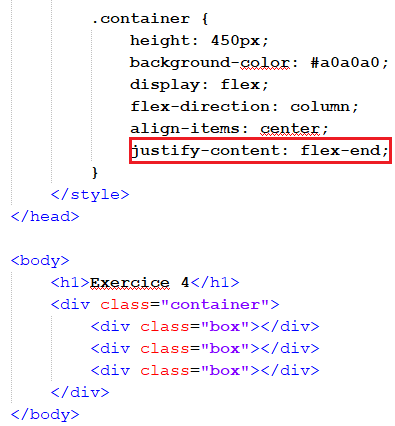 .container {
height: 450px;
background-color: #a0a0a0;
display: flex;
flex-direction: column;
align-items: center;
justify-content: flex-end;
}
</style>
</head>
<body>
<h1>Exercice 4</h1>
<div class="container">
<div class="box"></div>
<div class="box"></div>
<div class="box"></div>
</div>
</body>